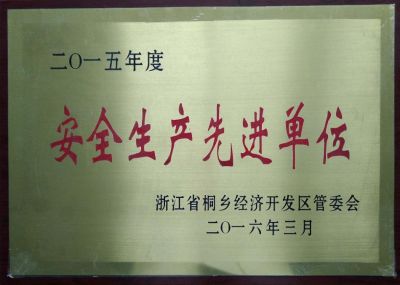 二〇一五年度
安全生产先进单位
浙江省桐乡经济开发区管委会
二〇一六年三月